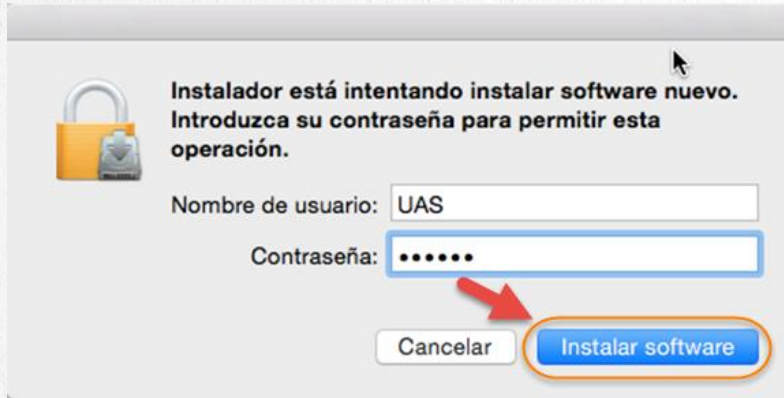 Instalador está intentando instalar software nuevo.
Introduzca su contraseña para permitir esta
operación.
Nombre de usuario: UAS
Contraseña: ••••••
Cancelar Instalar software